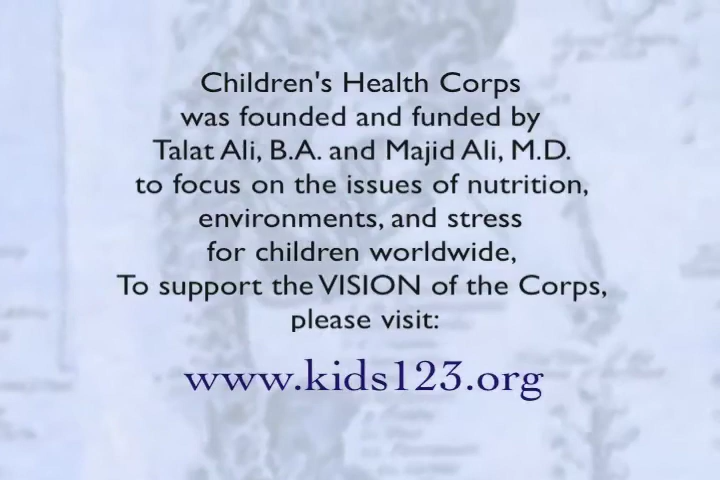 Children's Health Corps
was founded and funded by
Talat Ali, B.A. and Majid Ali, M.D.
to focus on the issues of nutrition,
environments, and stress
for children worldwide,
To support the VISION of the Corps,
please visit:
www.kids123.org